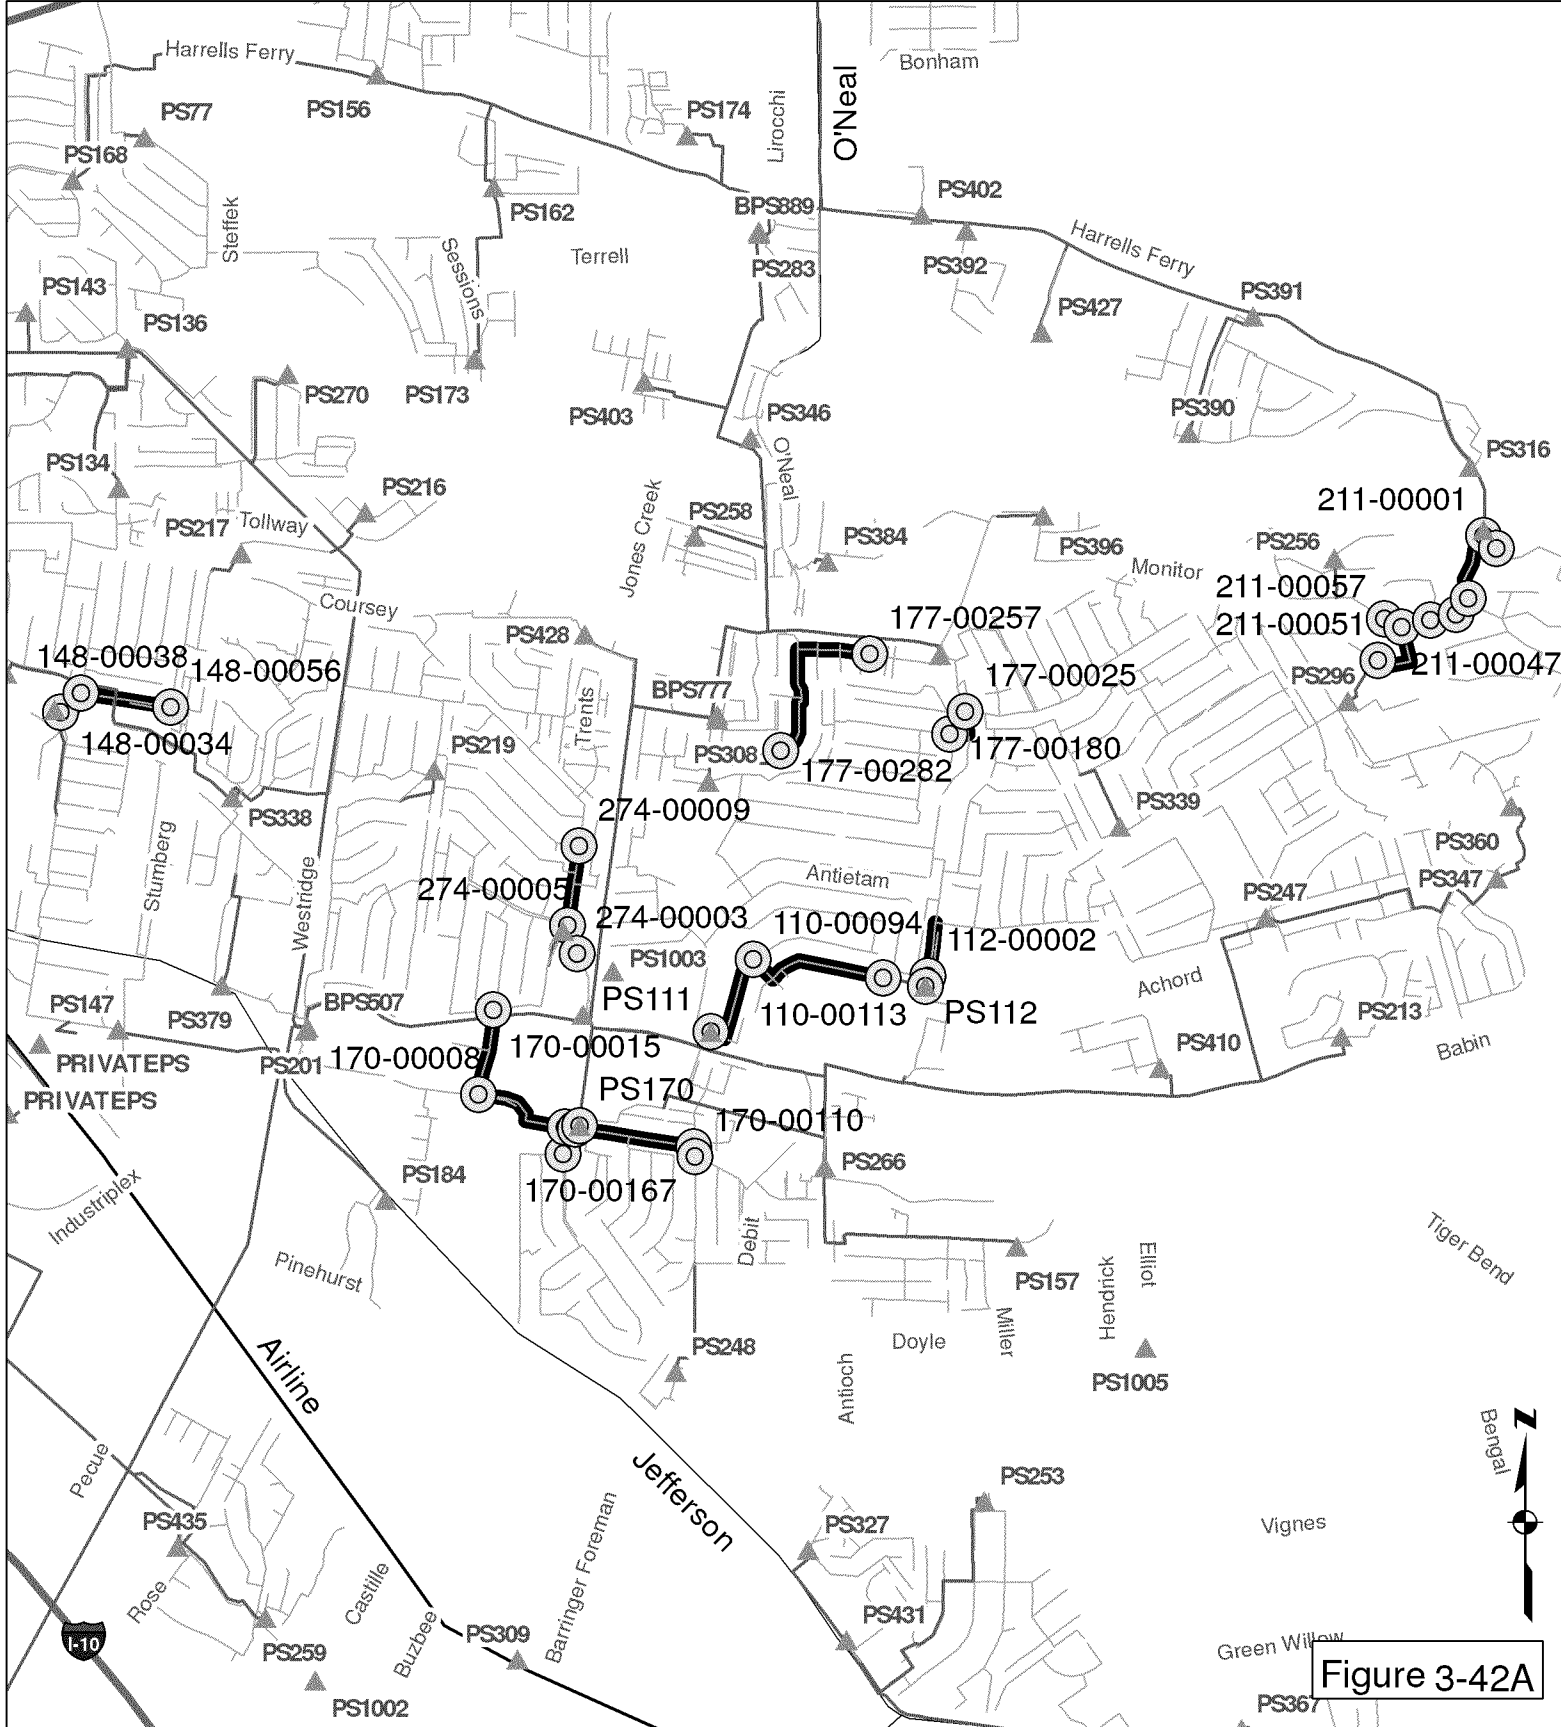 Bonham
Harrells Ferry
O'Neal
PS156
PS77
PS174
Lirocchi
PS168
PS402
PS162
BPS889
Steffek
Harrells Ferry
Sessions
Terrell
PS283
PS392
PS143
PS391
PS427
PS136
PS270
PS173
PS403
PS346
PS390
PS134
O'Neal
PS316
PS216
211-00001
PS217
Tollway
Jones Creek
PS258
PS384
PS396
PS256
Monitor
211-00057
Coursey
177-00257
211-00051
PS428
148-00038
148-00056
211-00047
177-00025
PS296
BPS777
Trents
148-00034
PS219
PS308
177-00180
177-00282
PS338
274-00009
PS339
PS360
Stumberg
Westridge
274-00005
Antietam
PS247
PS347
274-00003
110-00094
112-00002
PS1003
Achord
PS147
PS379
BPS507
PS111
110-00113
PS112
PS213
PRIVATEPS
PS201
170-00008
170-00015
PS410
Babin
PRIVATEPS
PS170
170-00110
PS184
PS266
Industriplex
170-00167
Debit
Tiger Bend
Pinehurst
PS157
Hendrick
Elliot
Miller
Doyle
PS248
Airline
Antioch
PS1005
Bengal
N
Pecue
Jefferson
PS253
PS435
PS327
Vignes
Rose
Castille
Barringer Foreman
PS431
I-10
PS259
Buzbee
PS309
Green Willow
Figure 3-42A
PS1002
PS367